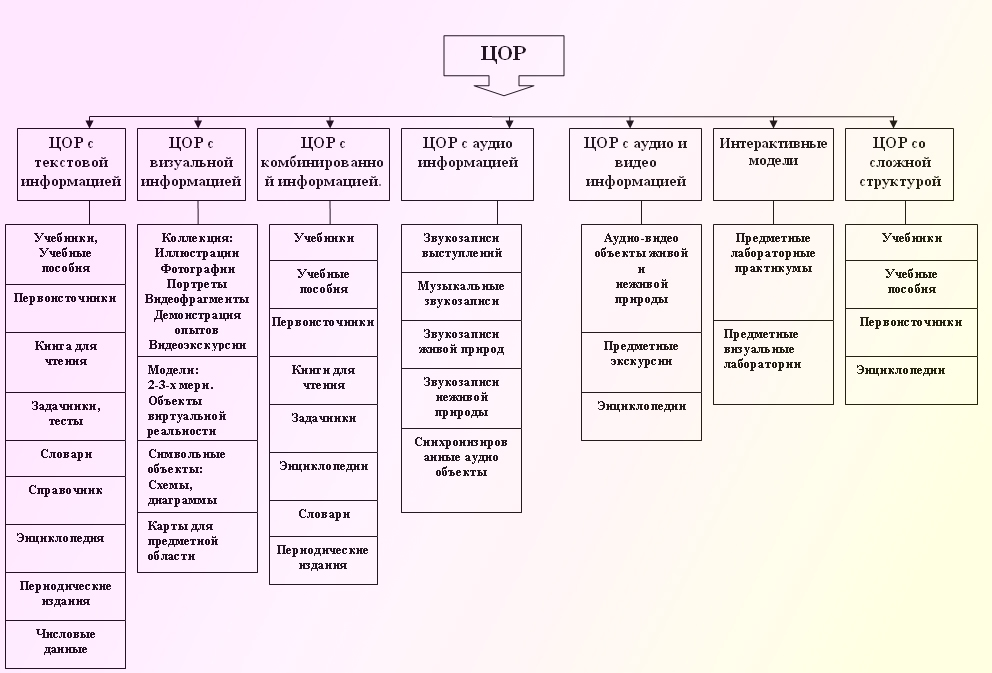 ЦОР
ЦОР с
текстовой
информацией
ЦОР с
визуальной
информацией
ЦОР с
комбинированно
й информацией.
ЦОР с аудио
информацией
ЦОР с аудио и
видео
информацией
Интерактивные
модели
ЦОР со
сложной
структурой
Учебники,
Учебные
пособия
Первоисточники
Книга для
чтения
Задачники,
тесты
Словари
Справочник
Энциклопедия
Периодические
издания
Числовые
данные
Коллекция:
Иллюстрации
Фотографии
Портреты
Видеофрагменты
Демонстрация
опытов
Видеоэкскурсии
Модели:
2-3-х мерн.
Объекты
виртуальной
реальности
Символьные
объекты:
Схемы,
диаграммы
Карты для
предметной
области
Учебники
Учебные
пособия
Первоисточники
Книги для
чтения
Задачники
Энциклопедии
Словари
Периодические
издания
Звукозаписи
выступлений
Музыкальные
звукозаписи
Звукозаписи
живой природ
Звукозаписи
неживой
природы
Синхронизиров
анные аудио
объекты
Аудио-видео
объекты живой
и
неживой
природы
Предметные
экскурсии
Энциклопедии
Предметные
лабораторные
практикумы
Предметные
визуальные
лаборатории
Учебники
Учебные
пособия
Первоисточники
Энциклопедии